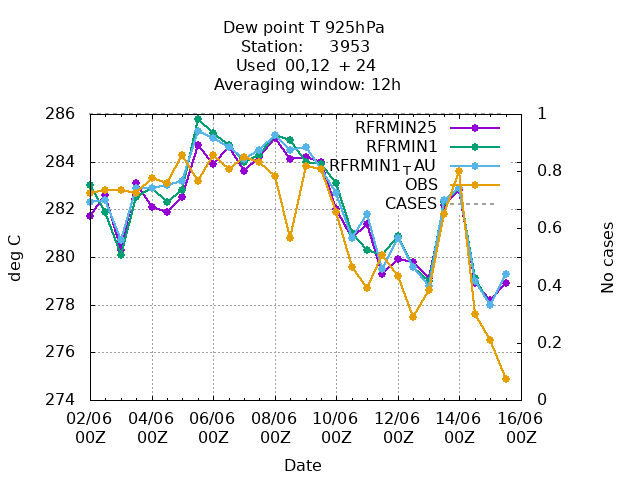 Dew point T 925hPa
Station: 3953
Used 00,12 + 24
Averaging window: 12h
286 1
RFRMIN25
RFRMIN1
284 0.8
RFRMIN1┬AU
OBS
282 CASES
0.6
280
deg C No cases
0.4
278
0.2
276
274 0
02/06 04/06 06/06 08/06 10/06 12/06 14/06 16/06
00Z 00Z 00Z 00Z 00Z 00Z 00Z 00Z
Date